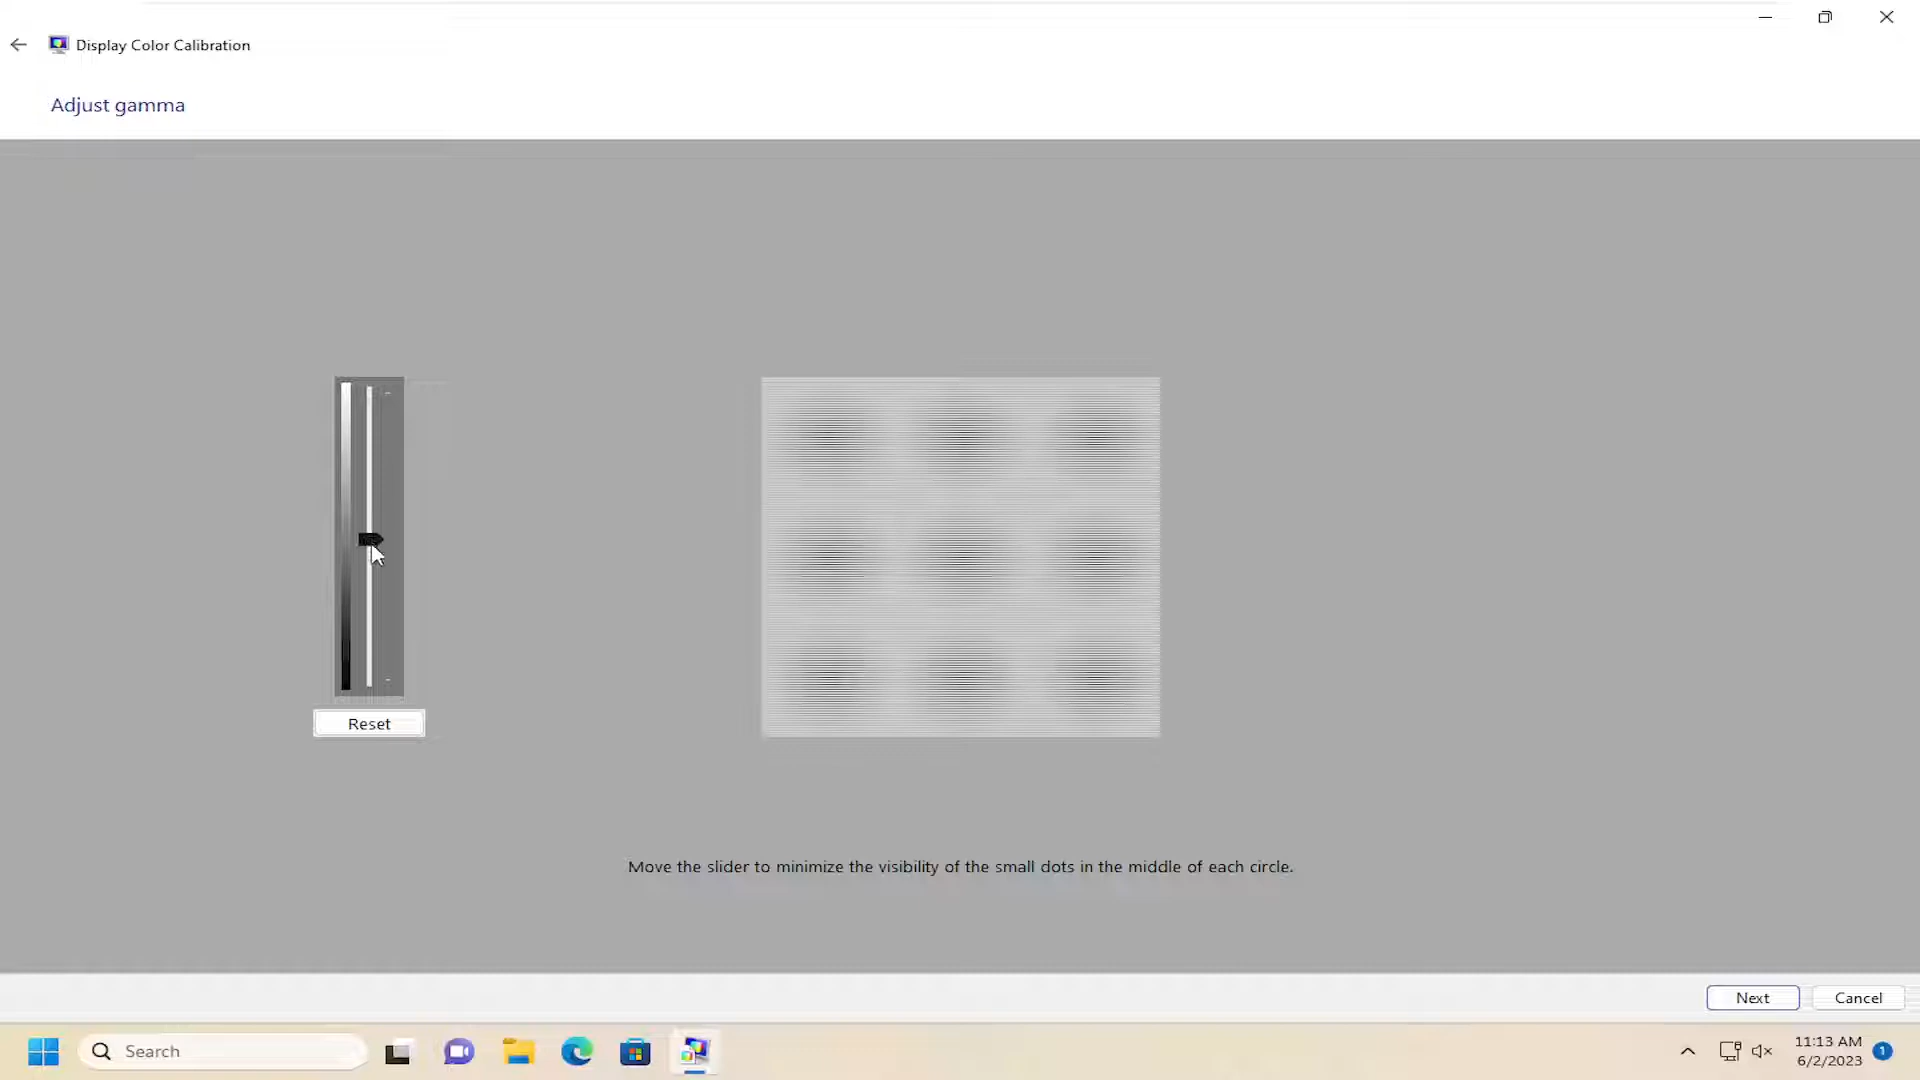 Display Color Calibration
Adjust gamma
Reset
Move the slider to minimize the visibility of the small dots in the middle of each circle.
Next
Cancel
Search
11:13 AM
6/2/2023
1